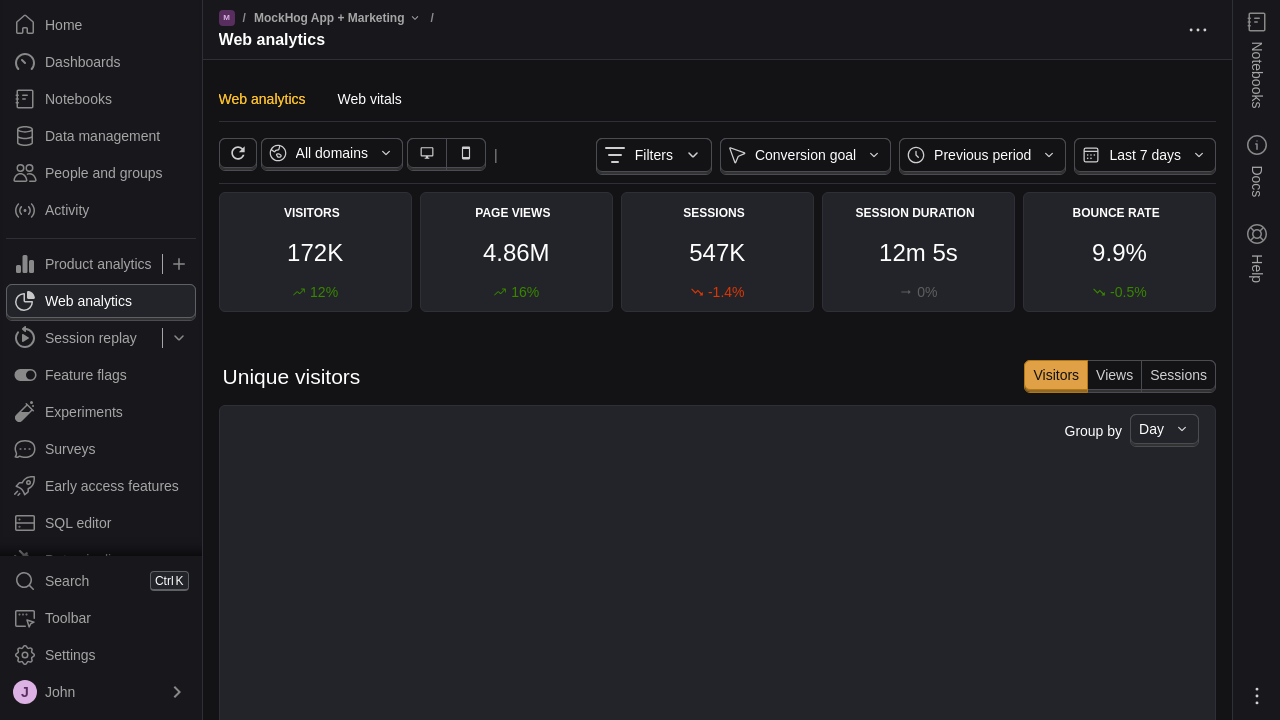 Home
Dashboards
Notebooks
Data management
People and groups
Activity
Product analytics
Web analytics
Session replay
Feature flags
Experiments
Surveys
Early access features
SQL editor
Search Ctrl K
Toolbar
Settings
J John
M / MockHog App + Marketing /
Web analytics
Web analytics Web vitals
All domains | Filters Conversion goal Previous period Last 7 days
VISITORS
172K
12%
PAGE VIEWS
4.86M
16%
SESSIONS
547K
-1.4%
SESSION DURATION
12m 5s
0%
BOUNCE RATE
9.9%
-0.5%
Unique visitors
Visitors Views Sessions
Group by Day
Notebooks
Docs
Help